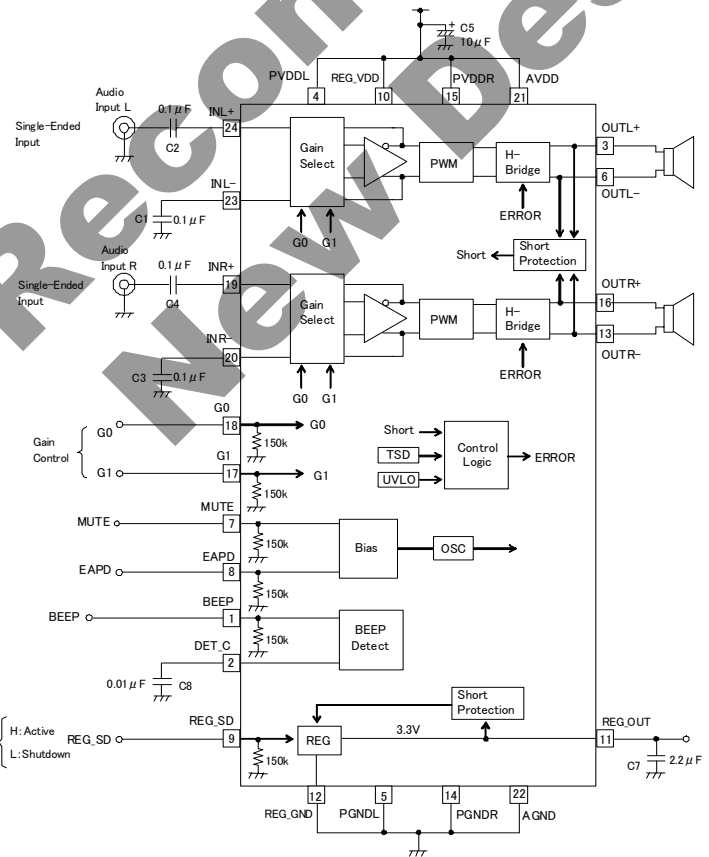 Recom
New Des
C5
10μF
PVDDL
REG_VDD
PVDDR
AVDD
4
10
15
21
Audio
Input L
0.1μF
INL+
24
C2
Single-Ended
Input
INL-
23
C1
0.1μF
Gain
Select
G0
G1
PWM
H-
Bridge
ERROR
OUTL+
3
6
OUTL-
Short
Short
Protection
Audio
Input R
0.1μF
INR+
19
C4
Single-Ended
Input
INR-
20
C3
0.1μF
Gain
Select
G0
G1
PWM
H-
Bridge
ERROR
OUTR+
16
13
OUTR-
Gain
Control
G0
G0
18
G0
150k
G1
G1
17
G1
150k
Short
TSD
UVLO
Control
Logic
ERROR
MUTE
MUTE
7
150k
EAPD
EAPD
8
150k
Bias
OSC
BEEP
BEEP
1
150k
BEEP
Detect
DET_C
2
0.01μF
C8
H: Active
L:Shutdown
REG_SD
REG_SD
9
150k
REG
3.3V
Short
Protection
REG_OUT
11
C7
2.2μF
12
5
14
22
REG_GND
PGNDL
PGNDR
AGND